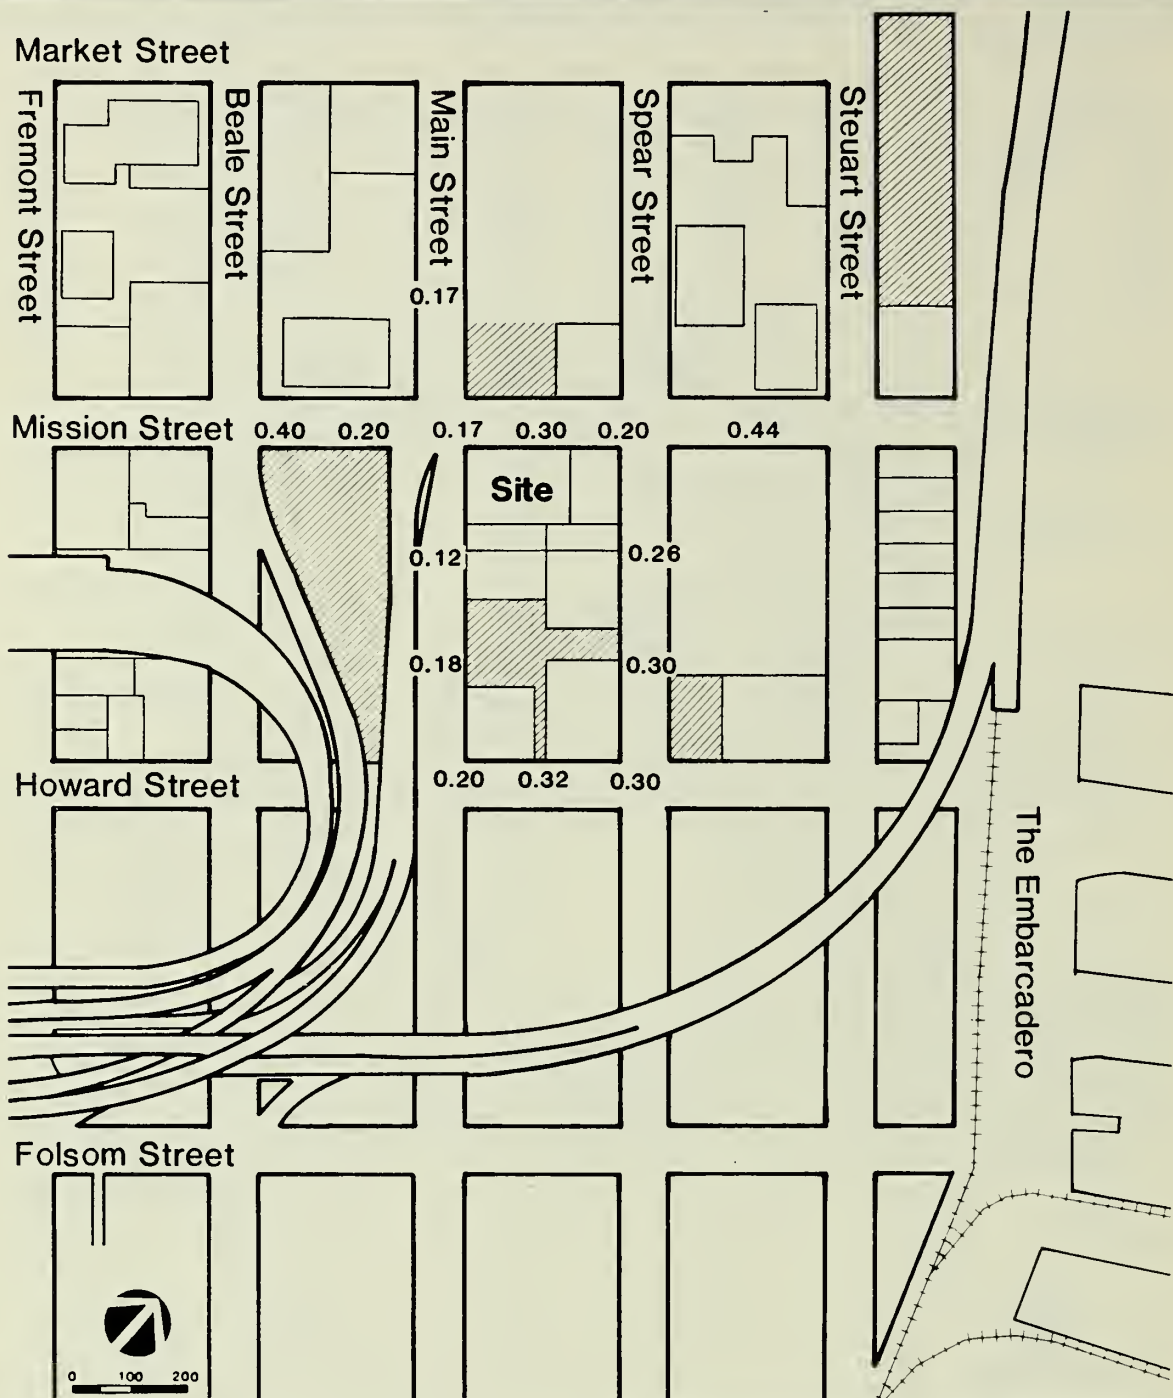 Market Street
Fremont Street
Beale Street
Main Street
Spear Street
Steuart Street
0.17
Mission Street
0.40 0.20 0.17 0.30 0.20 0.44
Site
0.12 0.26
0.18 0.30
Howard Street
0.20 0.32 0.30
The Embarcadero
Folsom Street
0 100 200